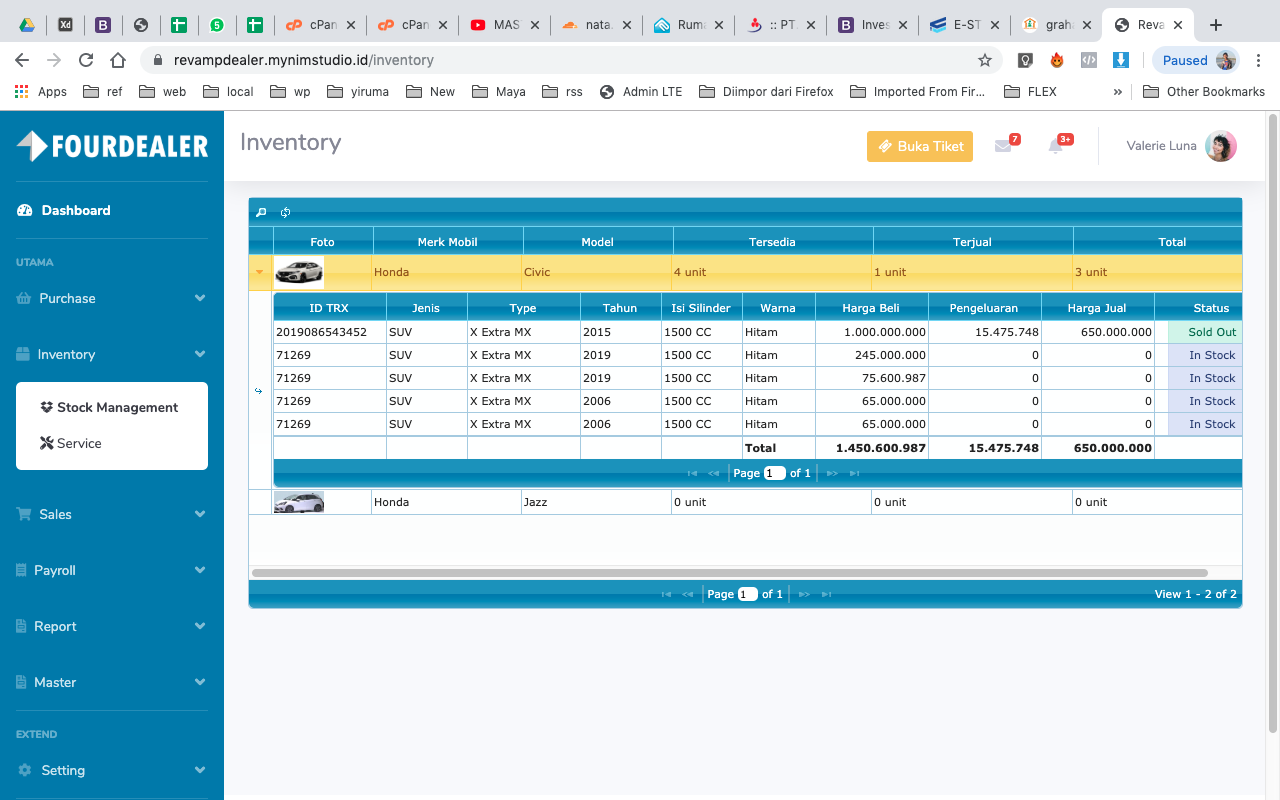 cPan cPan MAS nata. Rum :: PT. Inves E-ST grah Reva
revampdealer.mynimstudio.id/inventory Paused
Apps ref web local wp yiruma New Maya rss Admin LTE Diimpor dari Firefox Imported From Fir... FLEX » Other Bookmarks
FOURDEALER
Dashboard
UTAMA
Purchase
Inventory
Stock Management
Service
Sales
Payroll
Report
Master
EXTEND
Setting
Inventory Buka Tiket 7 3+ Valerie Luna
Foto Merk Mobil Model Tersedia Terjual Total
Honda Civic 4 unit 1 unit 3 unit
ID TRX Jenis Type Tahun Isi Silinder Warna Harga Beli Pengeluaran Harga Jual Status
2019086543452 SUV X Extra MX 2015 1500 CC Hitam 1.000.000.000 15.475.748 650.000.000 Sold Out
71269 SUV X Extra MX 2019 1500 CC Hitam 245.000.000 0 0 In Stock
71269 SUV X Extra MX 2019 1500 CC Hitam 75.600.987 0 0 In Stock
71269 SUV X Extra MX 2006 1500 CC Hitam 65.000.000 0 0 In Stock
71269 SUV X Extra MX 2006 1500 CC Hitam 65.000.000 0 0 In Stock
Total 1.450.600.987 15.475.748 650.000.000
Page 1 of 1
Honda Jazz 0 unit 0 unit 0 unit
Page 1 of 1 View 1 - 2 of 2